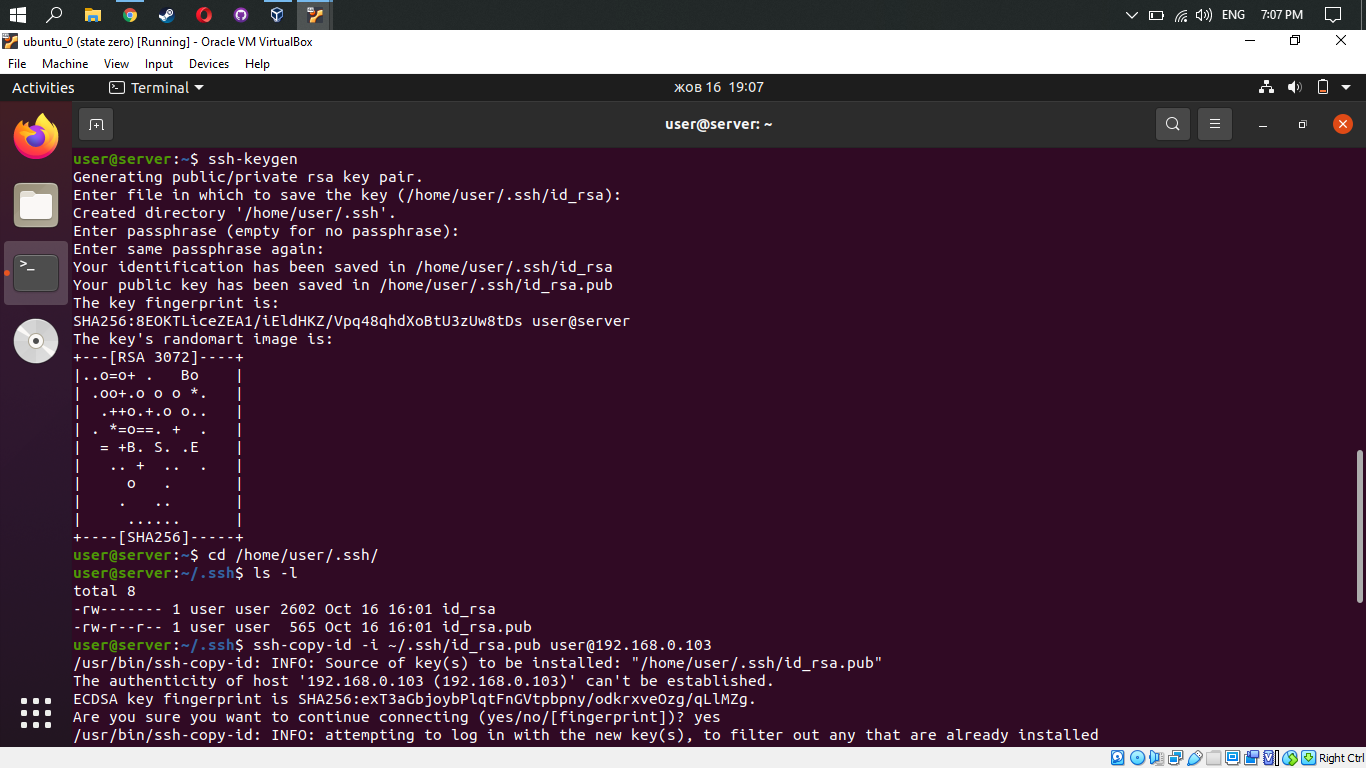 ENG 7:07 PM
ubuntu_0 (state zero) [Running] - Oracle VM VirtualBox
File Machine View Input Devices Help
Activities Terminal жов 16 19:07
user@server: ~
user@server:~$ ssh-keygen
Generating public/private rsa key pair.
Enter file in which to save the key (/home/user/.ssh/id_rsa):
Created directory '/home/user/.ssh'.
Enter passphrase (empty for no passphrase):
Enter same passphrase again:
Your identification has been saved in /home/user/.ssh/id_rsa
Your public key has been saved in /home/user/.ssh/id_rsa.pub
The key fingerprint is:
SHA256:8EOKTLiceZEA1/iEldHKZ/Vpq48qhdXoBtU3zUw8tDs user@server
The key's randomart image is:
+---[RSA 3072]----+
|..o=o+ .   Bo    |
| .oo+.o o o *.   |
|  .++o.+.o o..   |
| . *=o==. +  .   |
|  = +B. S. .E    |
|   .. +  ..  .   |
|     o   .       |
|    .   ..       |
|     ......      |
+----[SHA256]-----+
user@server:~$ cd /home/user/.ssh/
user@server:~/.ssh$ ls -l
total 8
-rw------- 1 user user 2602 Oct 16 16:01 id_rsa
-rw-r--r-- 1 user user  565 Oct 16 16:01 id_rsa.pub
user@server:~/.ssh$ ssh-copy-id -i ~/.ssh/id_rsa.pub user@192.168.0.103
/usr/bin/ssh-copy-id: INFO: Source of key(s) to be installed: "/home/user/.ssh/id_rsa.pub"
The authenticity of host '192.168.0.103 (192.168.0.103)' can't be established.
ECDSA key fingerprint is SHA256:exT3aGbjoybPlqtFnGVtpbpny/odkrxveOzg/qLlMZg.
Are you sure you want to continue connecting (yes/no/[fingerprint])? yes
/usr/bin/ssh-copy-id: INFO: attempting to log in with the new key(s), to filter out any that are already installed
Right Ctrl